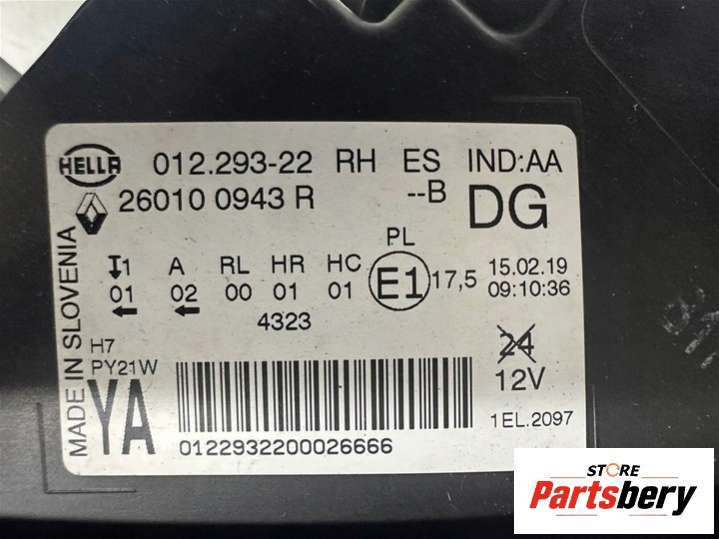 HELLA 012.293-22 RH ES IND:AA
260100943R --B DG
PL
1 A RL HR HC E1 17,5 15.02.19
01 02 00 01 01 09:10:36
4323
24
H7
PY21W 12V
YA
0122932200026666 1EL.2097
MADE IN SLOVENIA
STORE
Partsbery